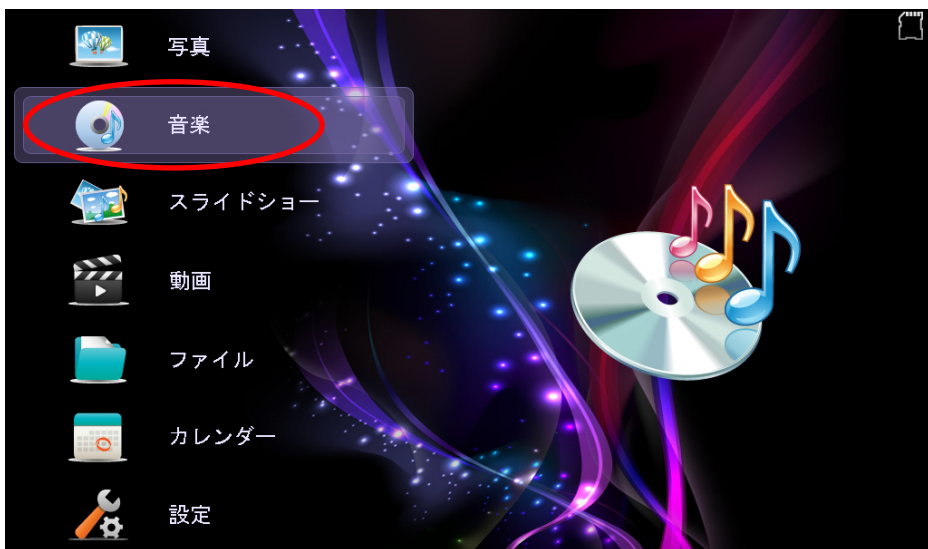 写真
音楽
スライドショー
動画
ファイル
カレンダー
設定